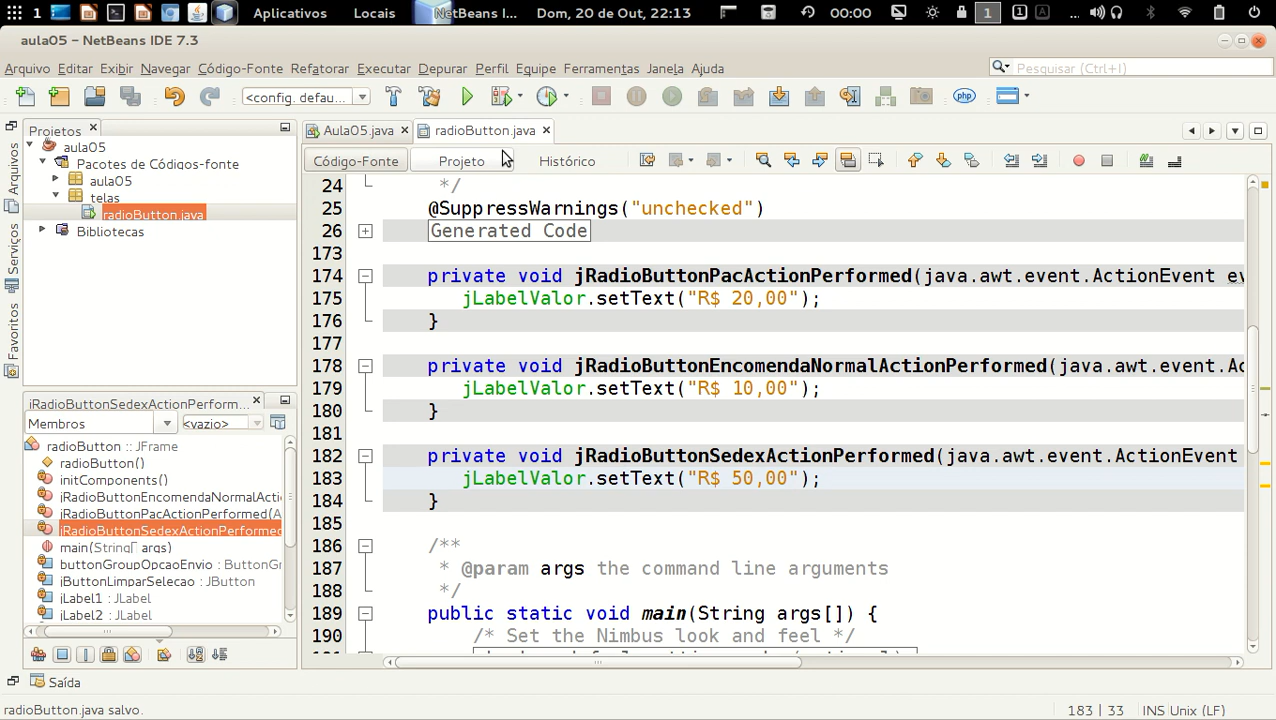 1 Aplicativos Locais NetBeans I... Dom, 20 de Out, 22:13 00:00 1 1 A ...
aula05 – NetBeans IDE 7.3
Arquivo Editar Exibir Navegar Código-Fonte Refatorar Executar Depurar Perfil Equipe Ferramentas Janela Ajuda
Pesquisar (Ctrl+I)
<config. defau...
php
Projetos
Arquivos
Serviços
Favoritos
aula05
Pacotes de Códigos-fonte
aula05
telas
radioButton.java
Bibliotecas
Aula05.java
radioButton.java
Código-Fonte Projeto Histórico
24 */
25 @SuppressWarnings("unchecked")
26 Generated Code
173
174 private void jRadioButtonPacActionPerformed(java.awt.event.ActionEvent ev
175 jLabelValor.setText("R$ 20,00");
176 }
177
178 private void jRadioButtonEncomendaNormalActionPerformed(java.awt.event.Ac
179 jLabelValor.setText("R$ 10,00");
180 }
181
182 private void jRadioButtonSedexActionPerformed(java.awt.event.ActionEvent
183 jLabelValor.setText("R$ 50,00");
184 }
185
186 /**
187 * @param args the command line arguments
188 */
189 public static void main(String args[]) {
190 /* Set the Nimbus look and feel */
jRadioButtonSedexActionPerform...
Membros <vazio>
radioButton :: JFrame
radioButton()
initComponents()
jRadioButtonEncomendaNormalActi
jRadioButtonPacActionPerformed(A
jRadioButtonSedexActionPerformed
main(String[] args)
buttonGroupOpcaoEnvio : ButtonGr
jButtonLimparSelecao : JButton
jLabel1 : JLabel
jLabel2 : JLabel
Saída
radioButton.java salvo.
183 | 33 INS Unix (LF)